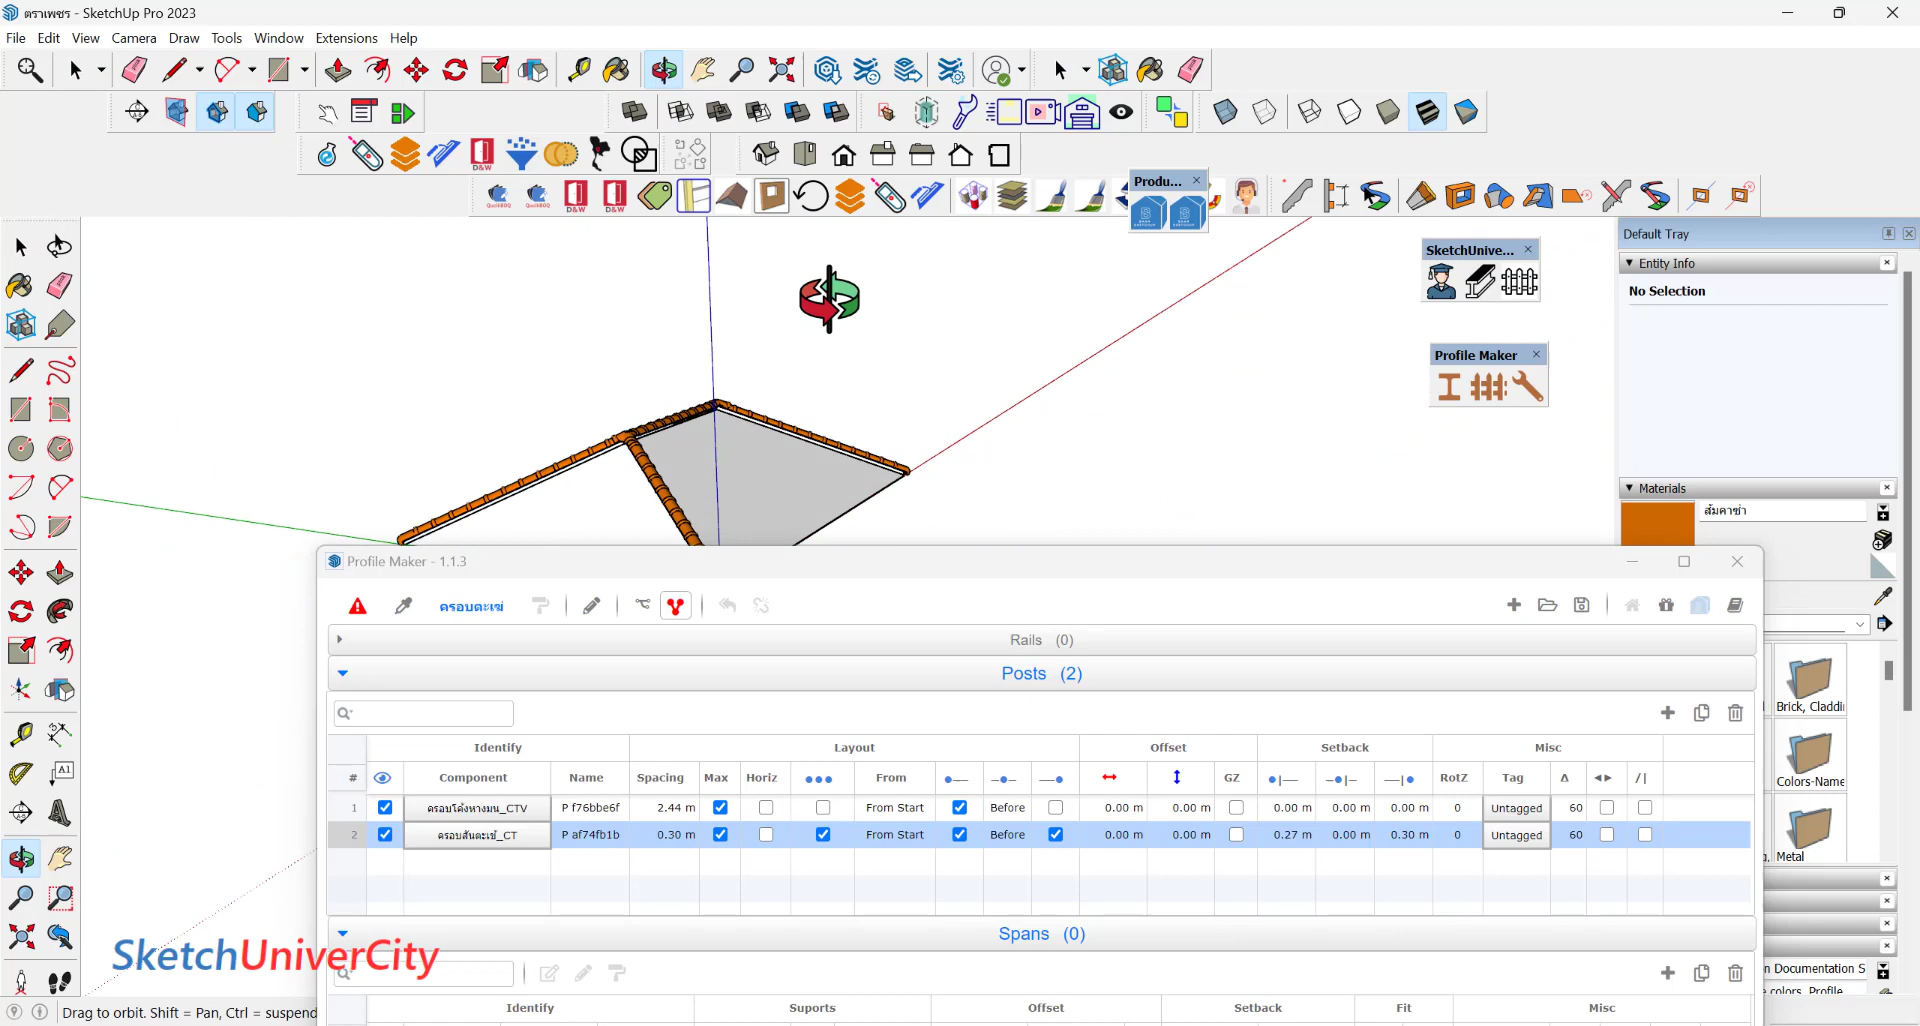 ตราเพชร - SketchUp Pro 2023
File Edit View Camera Draw Tools Window Extensions Help
D&W
QuickBOQ QuickBOQ D&W D&W
Produ...
Default Tray
SketchUnive...
Entity Info
No Selection
Profile Maker
Materials
ส้มคาซ่า
Profile Maker - 1.1.3
ครอบตะเข่
Rails (0)
Posts (2)
Brick, Claddi
Identify Layout Offset Setback Misc
# Component Name Spacing Max Horiz From GZ RotZ Tag Δ
Colors-Name
1 ครอบโค้งหางมน_CTV P f76bbe6f 2.44 m From Start Before 0.00 m 0.00 m 0.00 m 0.00 m 0.00 m 0 Untagged 60
2 ครอบสันตะเข้_CT P af74fb1b 0.30 m From Start Before 0.00 m 0.00 m 0.27 m 0.00 m 0.30 m 0 Untagged 60
Metal
Spans (0)
SketchUniverCity
n Documentation S
e colors, Profile
Identify Suports Offset Setback Fit Misc
Drag to orbit. Shift = Pan, Ctrl = suspend